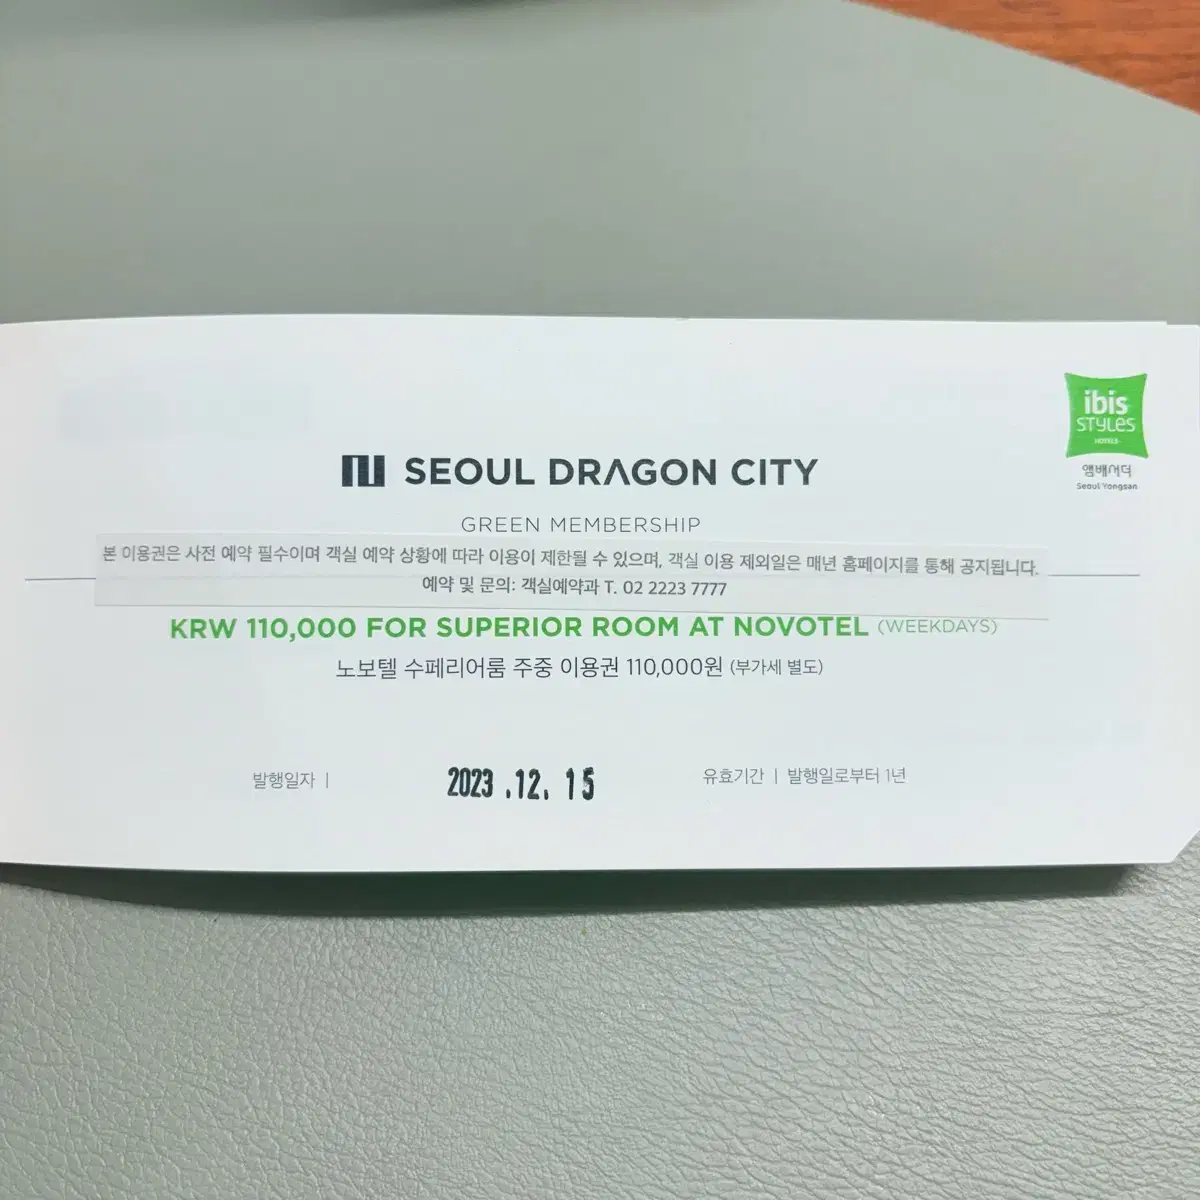 ibis
STYLES
HOTELS
앰배서더
Seoul Yongsan
SEOUL DRAGON CITY
GREEN MEMBERSHIP
본 이용권은 사전 예약 필수이며 객실 예약 상황에 따라 이용이 제한될 수 있으며, 객실 이용 제외일은 매년 홈페이지를 통해 공지됩니다.
예약 및 문의: 객실예약과 T. 02 2223 7777
KRW 110,000 FOR SUPERIOR ROOM AT NOVOTEL (WEEKDAYS)
노보텔 수페리어룸 주중 이용권 110,000원 (부가세 별도)
발행일자 | 2023 .12. 15 유효기간 | 발행일로부터 1년